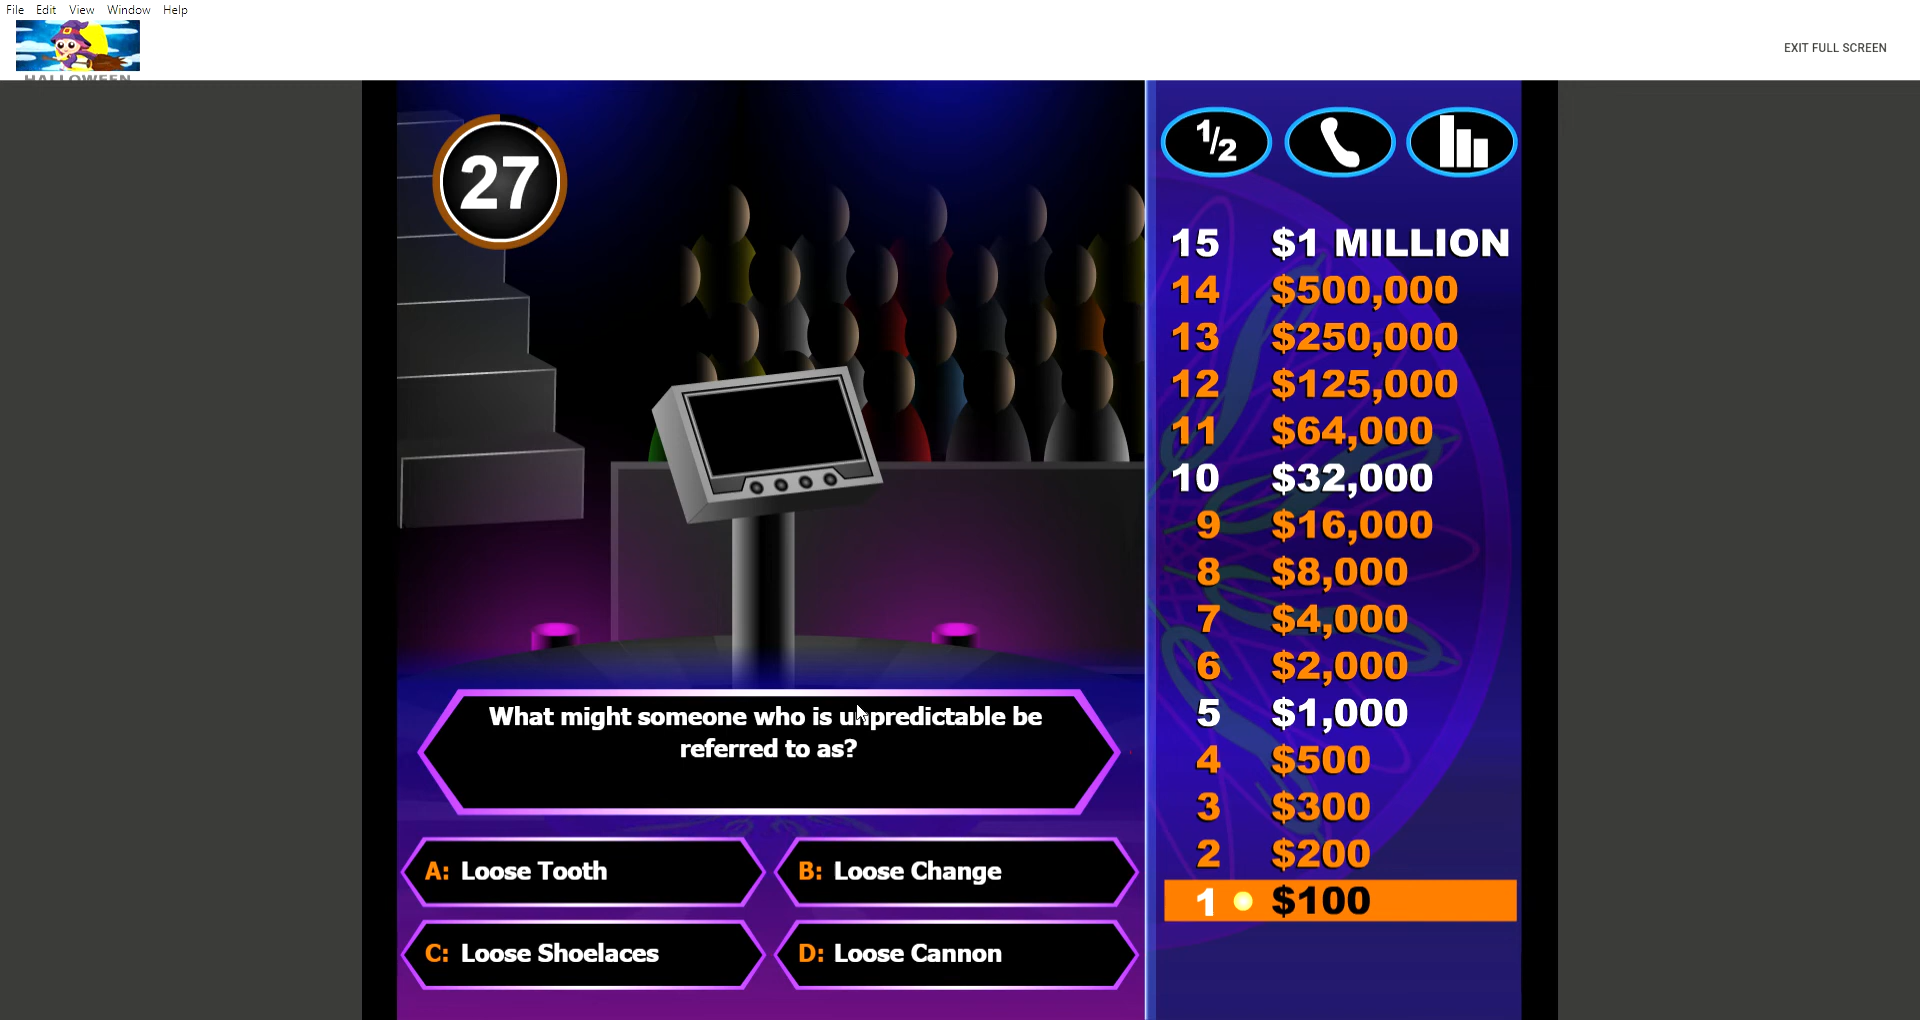 File Edit View Window Help
HALLOWEEN
EXIT FULL SCREEN
27
1/2
15 $1 MILLION
14 $500,000
13 $250,000
12 $125,000
11 $64,000
10 $32,000
9 $16,000
8 $8,000
7 $4,000
6 $2,000
5 $1,000
4 $500
3 $300
2 $200
1 $100
What might someone who is unpredictable be
referred to as?
A: Loose Tooth
B: Loose Change
C: Loose Shoelaces
D: Loose Cannon